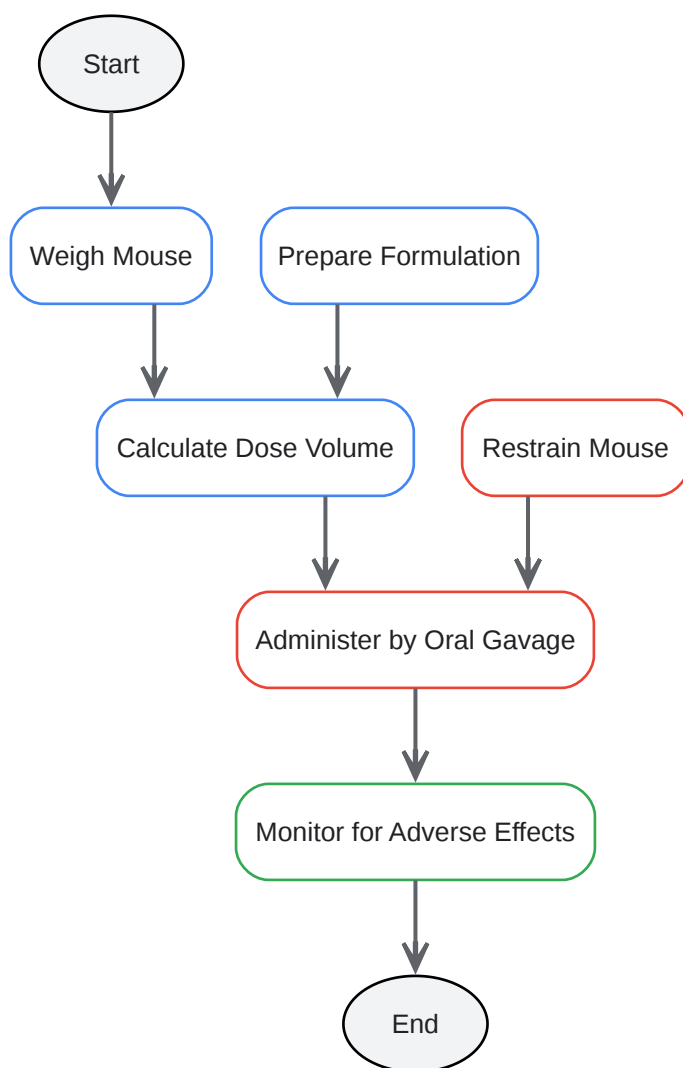 Start
Weigh Mouse
Prepare Formulation
Calculate Dose Volume
Restrain Mouse
Administer by Oral Gavage
Monitor for Adverse Effects
End